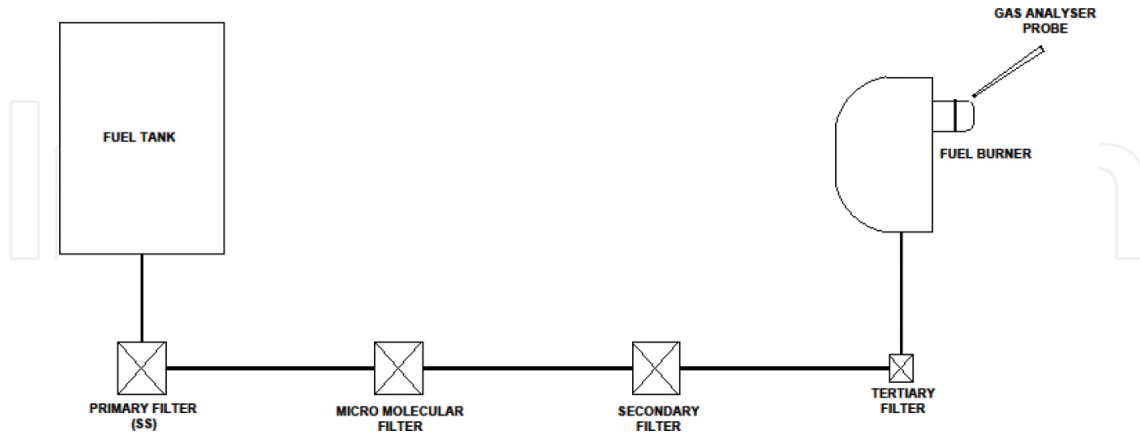 GAS ANALYSER
PROBE
FUEL TANK
FUEL BURNER
PRIMARY FILTER
(SS)
MICRO MOLECULAR
FILTER
SECONDARY
FILTER
TERTIARY
FILTER